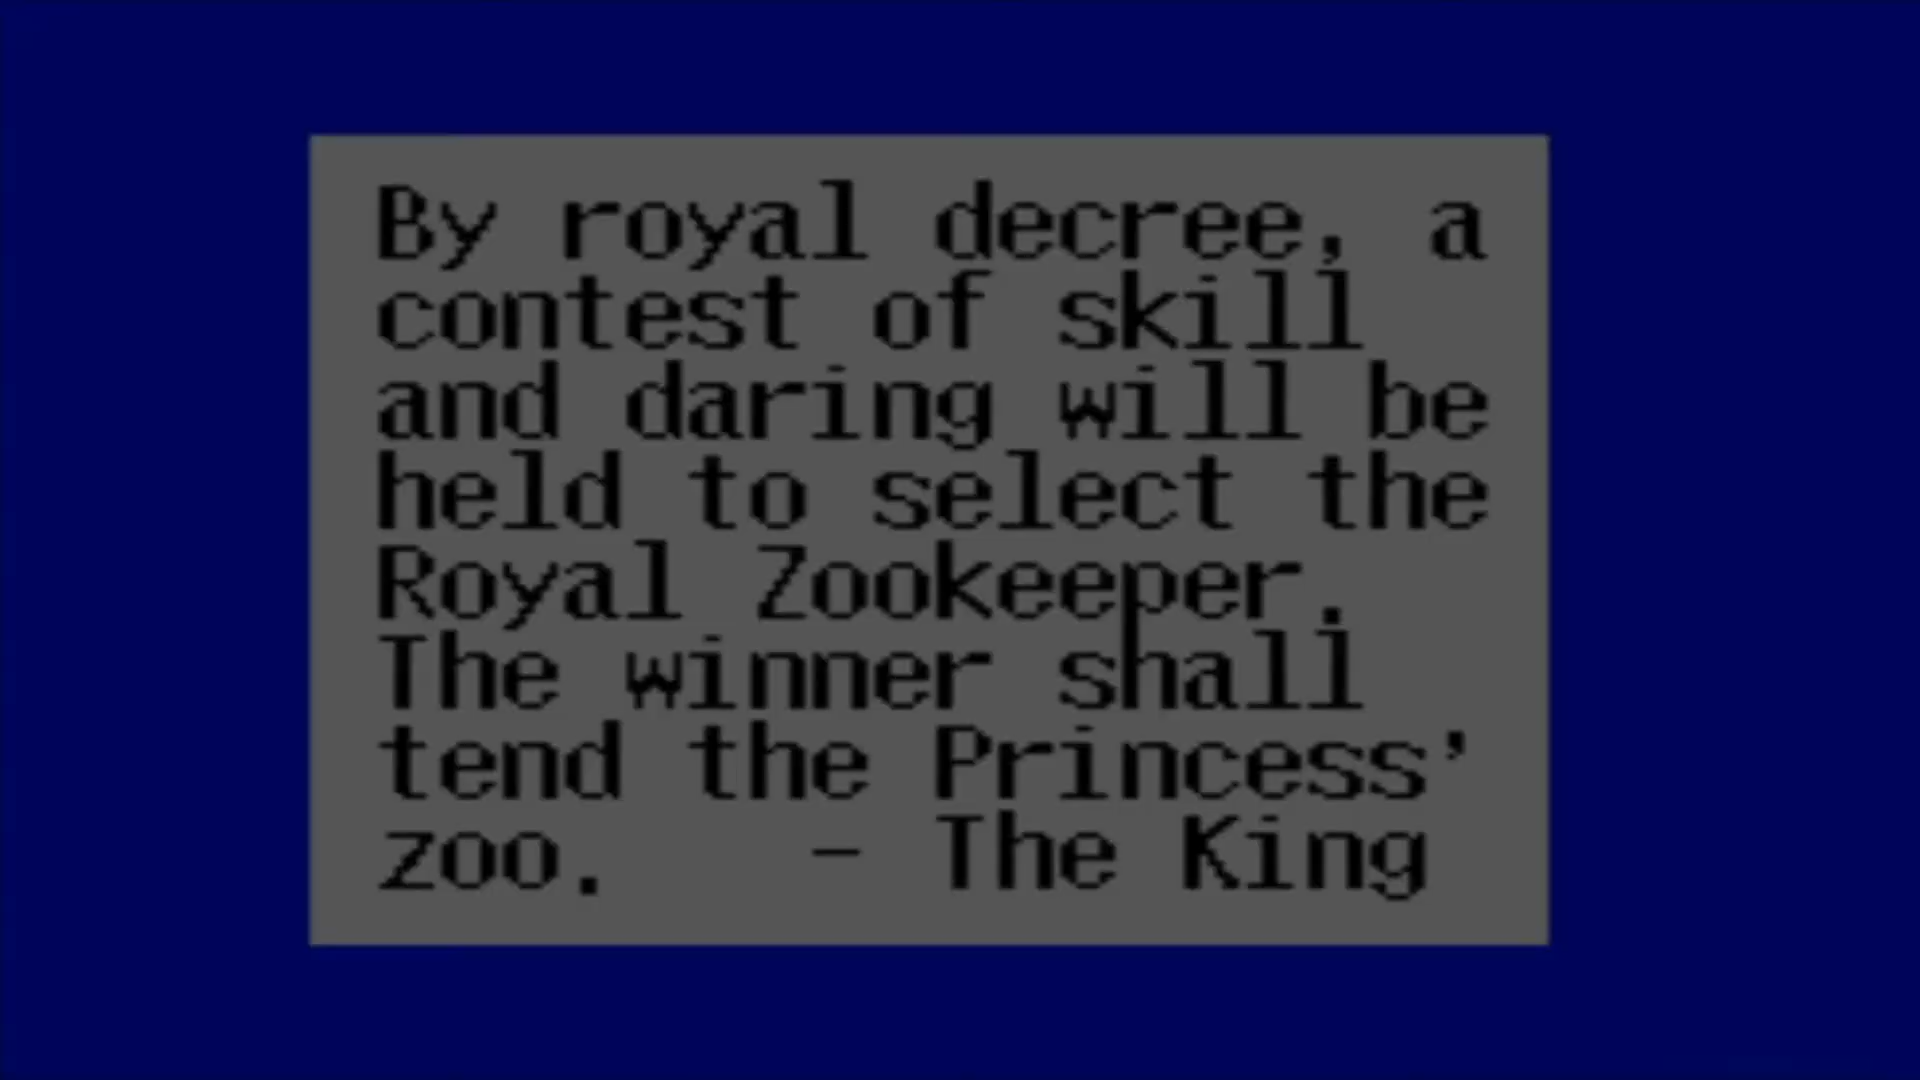 By royal decree, a
contest of skill
and daring will be
held to select the
Royal Zookeeper.
The winner shall
tend the Princess'
zoo.   - The King